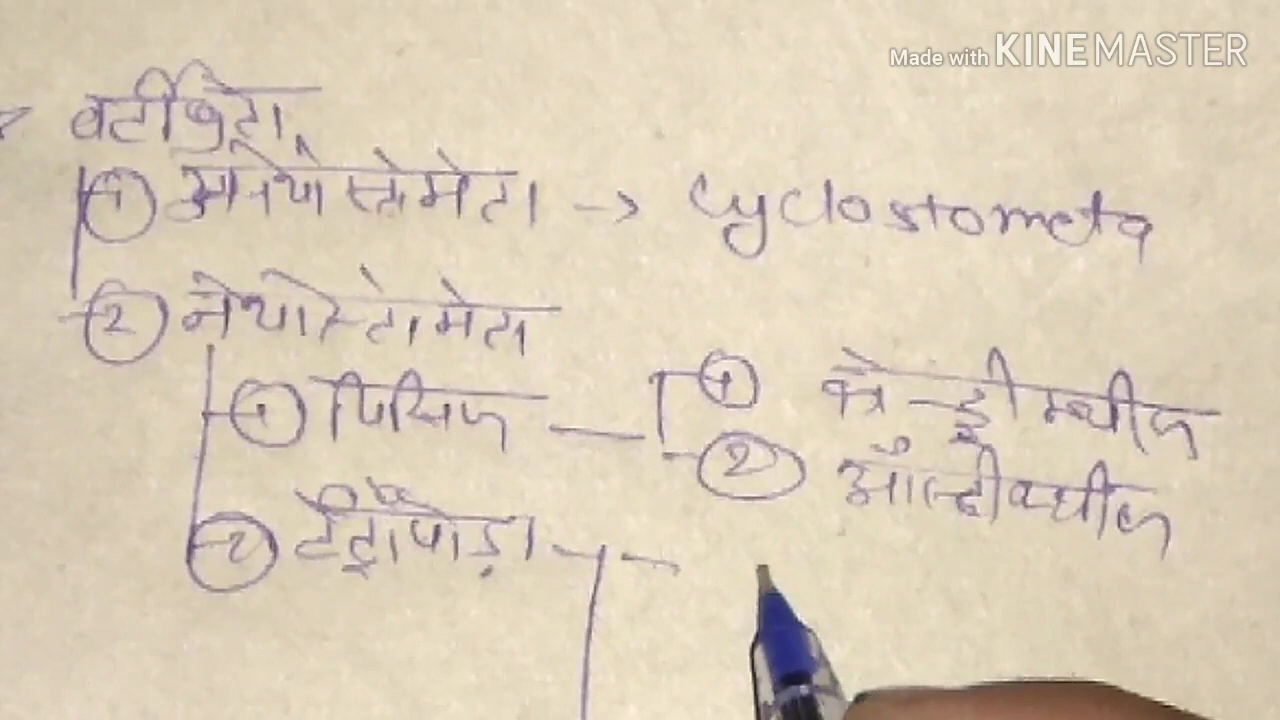 Made with KINEMASTER
वर्टीब्रेटा
① अनेथोस्टोमेटा -> Cyclostometa
② नेथोस्टोमेटा
① पिसिज — ① कोन्ड्रीक्थीज
② ऑस्टीक्थीज
② टेट्रापोड़ा